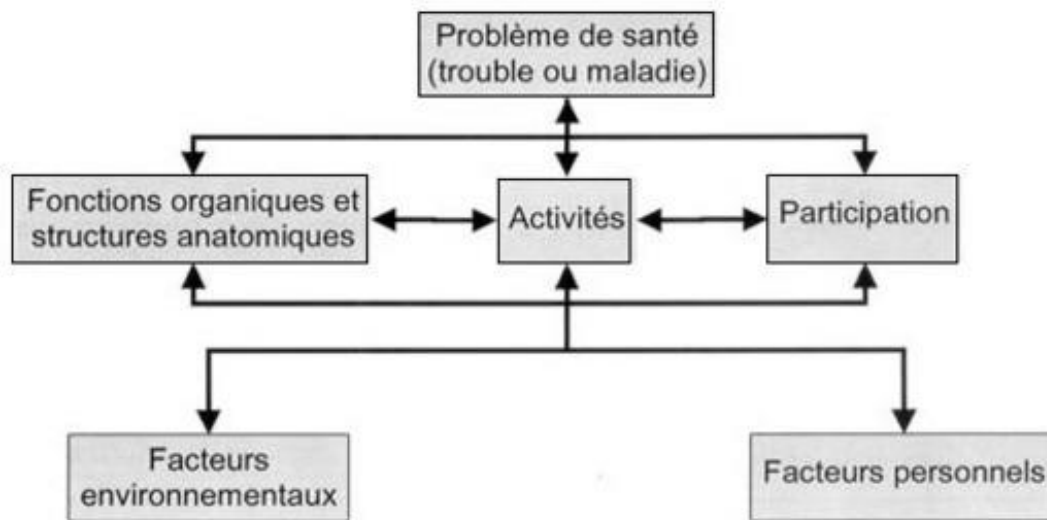 Problème de santé
(trouble ou maladie)
Fonctions organiques et
structures anatomiques
Activités
Participation
Facteurs
environnementaux
Facteurs personnels